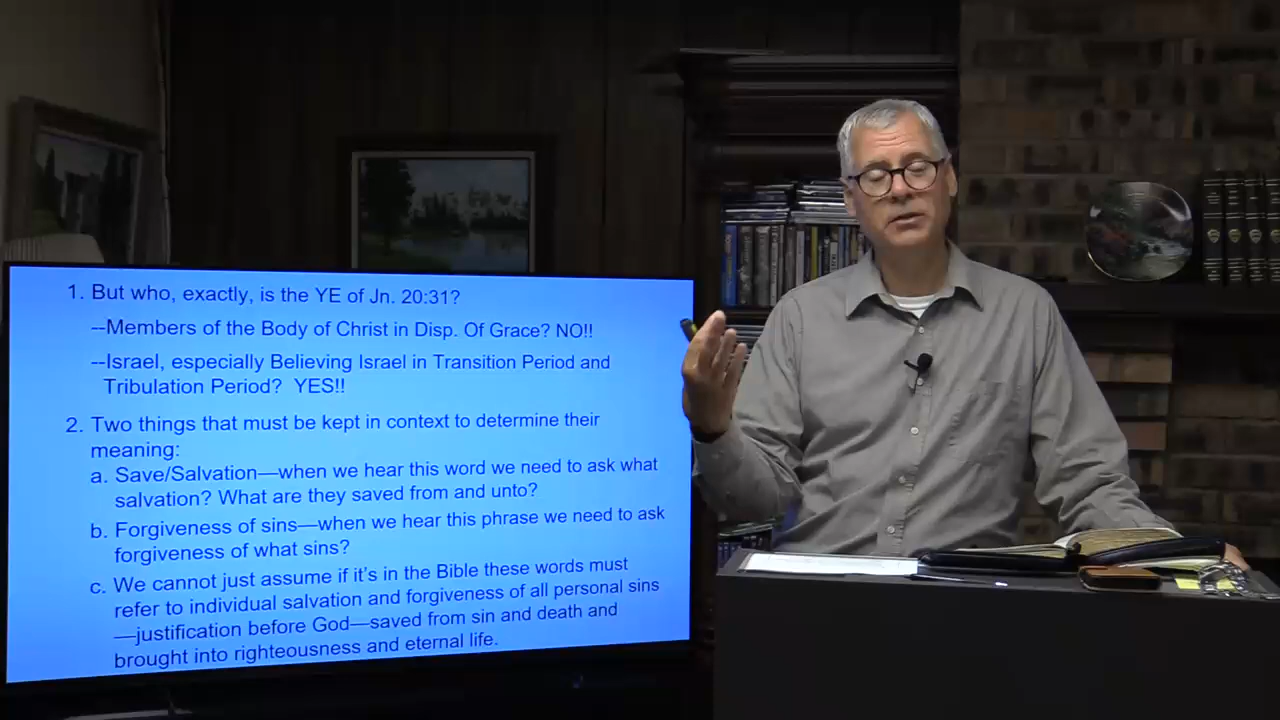 1. But who, exactly, is the YE of Jn. 20:31?
--Members of the Body of Christ in Disp. Of Grace? NO!!
--Israel, especially Believing Israel in Transition Period and
Tribulation Period? YES!!
2. Two things that must be kept in context to determine their
meaning:
a. Save/Salvation—when we hear this word we need to ask what
salvation? What are they saved from and unto?
b. Forgiveness of sins—when we hear this phrase we need to ask
forgiveness of what sins?
c. We cannot just assume if it's in the Bible these words must
refer to individual salvation and forgiveness of all personal sins
—justification before God—saved from sin and death and
brought into righteousness and eternal life.